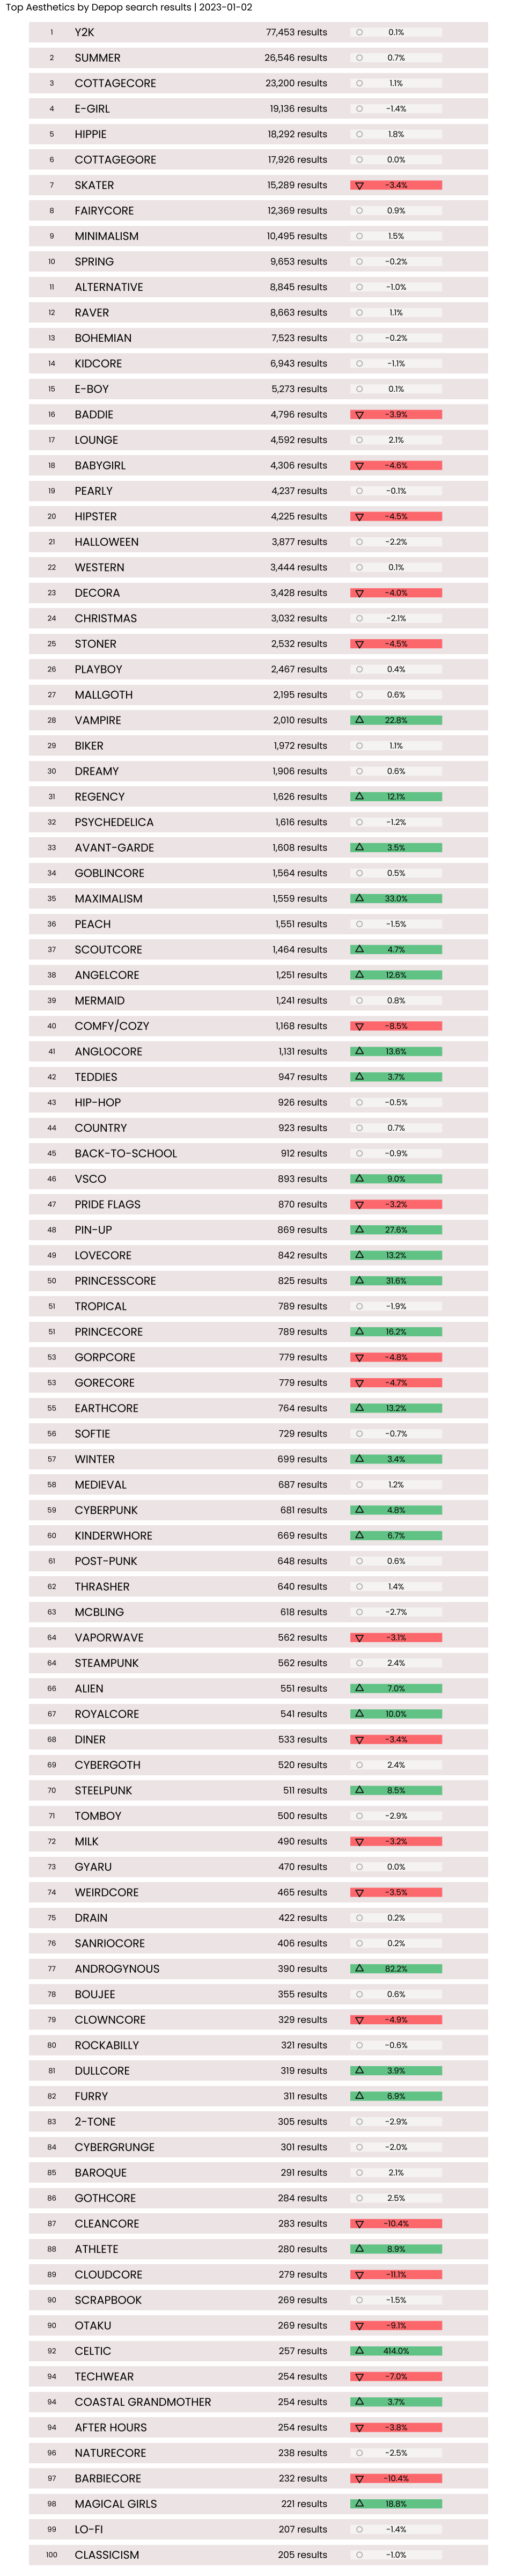 Top Aesthetics by Depop search results | 2023-01-02
1 Y2K 77,453 results 0.1%
2 SUMMER 26,546 results 0.7%
3 COTTAGECORE 23,200 results 1.1%
4 E-GIRL 19,136 results -1.4%
5 HIPPIE 18,292 results 1.8%
6 COTTAGEGORE 17,926 results 0.0%
7 SKATER 15,289 results -3.4%
8 FAIRYCORE 12,369 results 0.9%
9 MINIMALISM 10,495 results 1.5%
10 SPRING 9,653 results -0.2%
11 ALTERNATIVE 8,845 results -1.0%
12 RAVER 8,663 results 1.1%
13 BOHEMIAN 7,523 results -0.2%
14 KIDCORE 6,943 results -1.1%
15 E-BOY 5,273 results 0.1%
16 BADDIE 4,796 results -3.9%
17 LOUNGE 4,592 results 2.1%
18 BABYGIRL 4,306 results -4.6%
19 PEARLY 4,237 results -0.1%
20 HIPSTER 4,225 results -4.5%
21 HALLOWEEN 3,877 results -2.2%
22 WESTERN 3,444 results 0.1%
23 DECORA 3,428 results -4.0%
24 CHRISTMAS 3,032 results -2.1%
25 STONER 2,532 results -4.5%
26 PLAYBOY 2,467 results 0.4%
27 MALLGOTH 2,195 results 0.6%
28 VAMPIRE 2,010 results 22.8%
29 BIKER 1,972 results 1.1%
30 DREAMY 1,906 results 0.6%
31 REGENCY 1,626 results 12.1%
32 PSYCHEDELICA 1,616 results -1.2%
33 AVANT-GARDE 1,608 results 3.5%
34 GOBLINCORE 1,564 results 0.5%
35 MAXIMALISM 1,559 results 33.0%
36 PEACH 1,551 results -1.5%
37 SCOUTCORE 1,464 results 4.7%
38 ANGELCORE 1,251 results 12.6%
39 MERMAID 1,241 results 0.8%
40 COMFY/COZY 1,168 results -8.5%
41 ANGLOCORE 1,131 results 13.6%
42 TEDDIES 947 results 3.7%
43 HIP-HOP 926 results -0.5%
44 COUNTRY 923 results 0.7%
45 BACK-TO-SCHOOL 912 results -0.9%
46 VSCO 893 results 9.0%
47 PRIDE FLAGS 870 results -3.2%
48 PIN-UP 869 results 27.6%
49 LOVECORE 842 results 13.2%
50 PRINCESSCORE 825 results 31.6%
51 TROPICAL 789 results -1.9%
51 PRINCECORE 789 results 16.2%
53 GORPCORE 779 results -4.8%
53 GORECORE 779 results -4.7%
55 EARTHCORE 764 results 13.2%
56 SOFTIE 729 results -0.7%
57 WINTER 699 results 3.4%
58 MEDIEVAL 687 results 1.2%
59 CYBERPUNK 681 results 4.8%
60 KINDERWHORE 669 results 6.7%
61 POST-PUNK 648 results 0.6%
62 THRASHER 640 results 1.4%
63 MCBLING 618 results -2.7%
64 VAPORWAVE 562 results -3.1%
64 STEAMPUNK 562 results 2.4%
66 ALIEN 551 results 7.0%
67 ROYALCORE 541 results 10.0%
68 DINER 533 results -3.4%
69 CYBERGOTH 520 results 2.4%
70 STEELPUNK 511 results 8.5%
71 TOMBOY 500 results -2.9%
72 MILK 490 results -3.2%
73 GYARU 470 results 0.0%
74 WEIRDCORE 465 results -3.5%
75 DRAIN 422 results 0.2%
76 SANRIOCORE 406 results 0.2%
77 ANDROGYNOUS 390 results 82.2%
78 BOUJEE 355 results 0.6%
79 CLOWNCORE 329 results -4.9%
80 ROCKABILLY 321 results -0.6%
81 DULLCORE 319 results 3.9%
82 FURRY 311 results 6.9%
83 2-TONE 305 results -2.9%
84 CYBERGRUNGE 301 results -2.0%
85 BAROQUE 291 results 2.1%
86 GOTHCORE 284 results 2.5%
87 CLEANCORE 283 results -10.4%
88 ATHLETE 280 results 8.9%
89 CLOUDCORE 279 results -11.1%
90 SCRAPBOOK 269 results -1.5%
90 OTAKU 269 results -9.1%
92 CELTIC 257 results 414.0%
94 TECHWEAR 254 results -7.0%
94 COASTAL GRANDMOTHER 254 results 3.7%
94 AFTER HOURS 254 results -3.8%
96 NATURECORE 238 results -2.5%
97 BARBIECORE 232 results -10.4%
98 MAGICAL GIRLS 221 results 18.8%
99 LO-FI 207 results -1.4%
100 CLASSICISM 205 results -1.0%